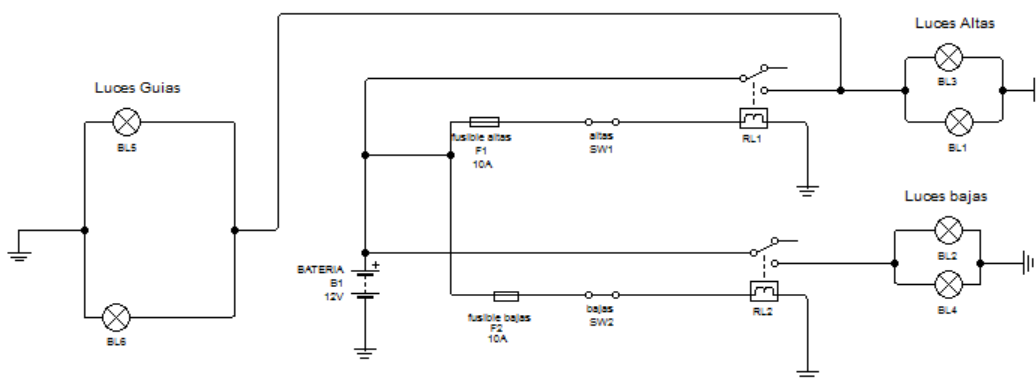 Luces Altas
BL3
BL1
Luces Guias
BL5
BL6
fusible altas
F1
10A
altas
SW1
RL1
Luces bajas
BL2
BL4
BATERIA
B1
12V
+
fusible bajas
F2
10A
bajas
SW2
RL2